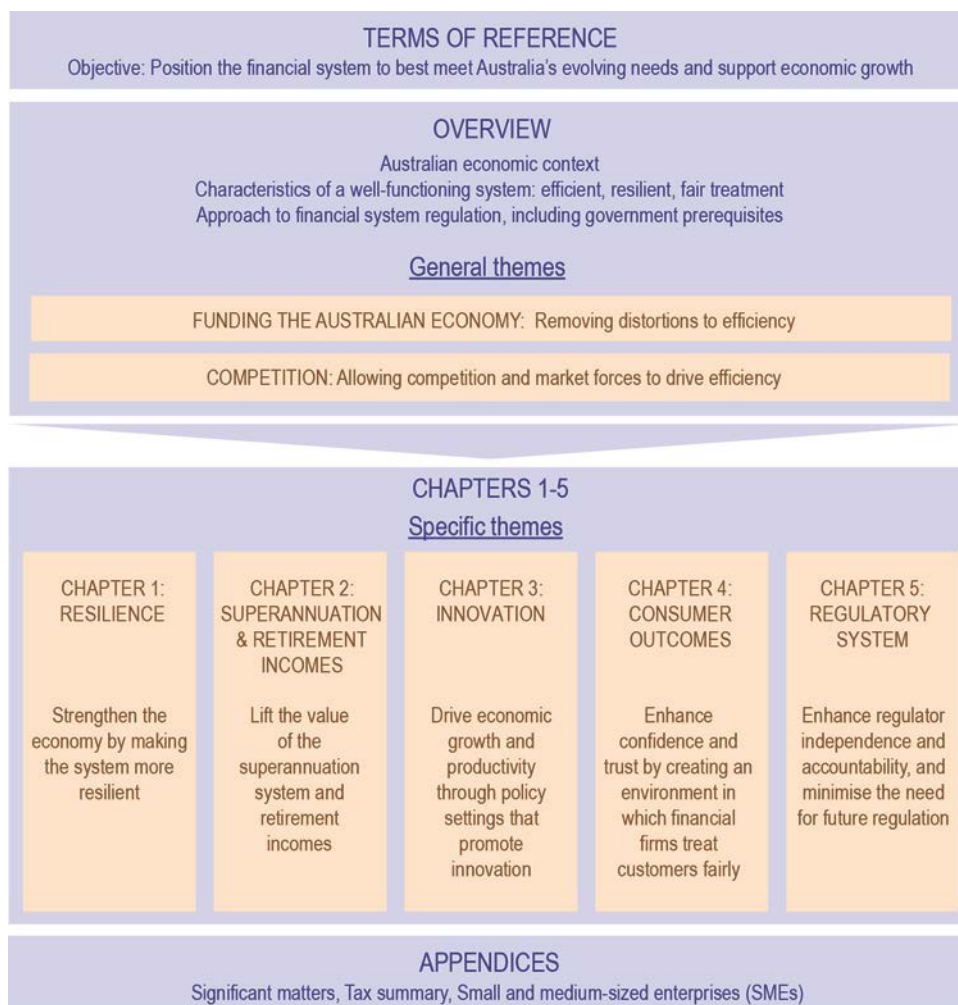 TERMS OF REFERENCE
Objective: Position the financial system to best meet Australia's evolving needs and support economic growth
OVERVIEW
Australian economic context
Characteristics of a well-functioning system: efficient, resilient, fair treatment
Approach to financial system regulation, including government prerequisites
General themes
FUNDING THE AUSTRALIAN ECONOMY: Removing distortions to efficiency
COMPETITION: Allowing competition and market forces to drive efficiency
CHAPTERS 1-5
Specific themes
CHAPTER 1:
RESILIENCE
Strengthen the
economy by making
the system more
resilient
CHAPTER 2:
SUPERANNUATION
& RETIREMENT
INCOMES
Lift the value
of the
superannuation
system and
retirement
incomes
CHAPTER 3:
INNOVATION
Drive economic
growth and
productivity
through policy
settings that
promote
innovation
CHAPTER 4:
CONSUMER
OUTCOMES
Enhance
confidence and
trust by creating an
environment in
which financial
firms treat
customers fairly
CHAPTER 5:
REGULATORY
SYSTEM
Enhance regulator
independence and
accountability, and
minimise the need
for future regulation
APPENDICES
Significant matters, Tax summary, Small and medium-sized enterprises (SMEs)